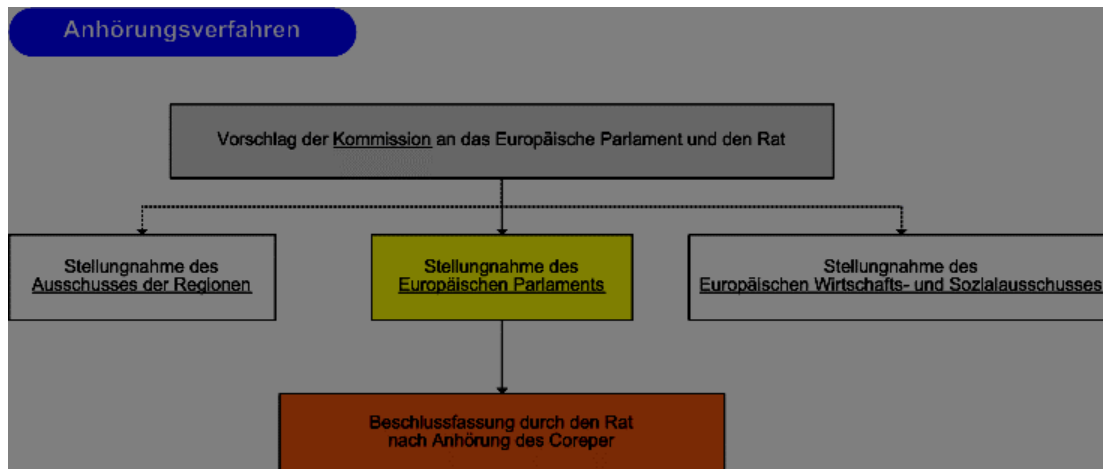 Anhörungsverfahren
Vorschlag der Kommission an das Europäische Parlament und den Rat
Stellungnahme des
Ausschusses der Regionen
Stellungnahme des
Europäischen Parlaments
Stellungnahme des
Europäischen Wirtschafts- und Sozialausschusses
Beschlussfassung durch den Rat
nach Anhörung des Coreper